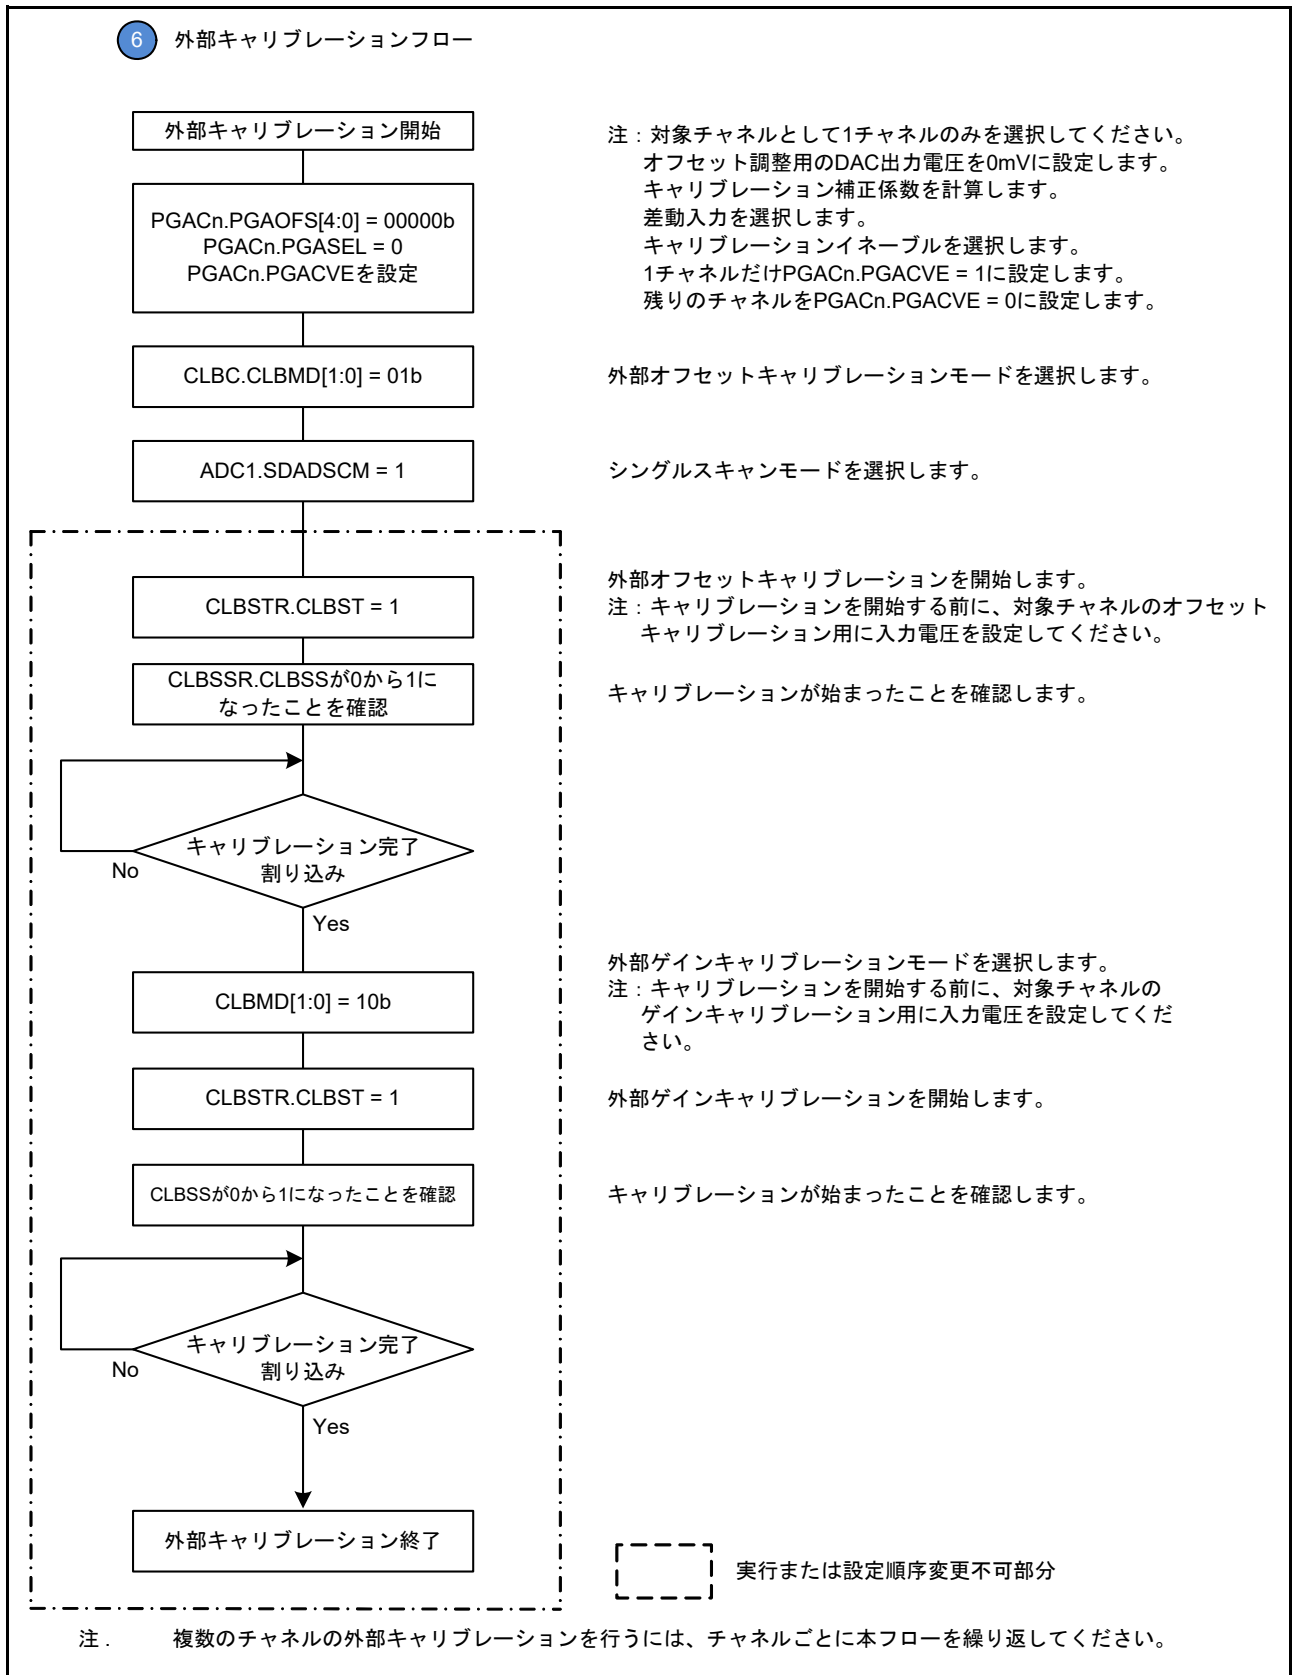 6 外部キャリブレーションフロー
外部キャリブレーション開始
注：対象チャネルとして1チャネルのみを選択してください。
オフセット調整用のDAC出力電圧を0mVに設定します。
キャリブレーション補正係数を計算します。
差動入力を選択します。
キャリブレーションイネーブルを選択します。
1チャネルだけPGACn.PGACVE = 1に設定します。
残りのチャネルをPGACn.PGACVE = 0に設定します。
PGACn.PGAOFS[4:0] = 00000b
PGACn.PGASEL = 0
PGACn.PGACVEを設定
CLBC.CLBMD[1:0] = 01b
外部オフセットキャリブレーションモードを選択します。
ADC1.SDADSCM = 1
シングルスキャンモードを選択します。
CLBSTR.CLBST = 1
外部オフセットキャリブレーションを開始します。
注：キャリブレーションを開始する前に、対象チャネルのオフセット
キャリブレーション用に入力電圧を設定してください。
CLBSSR.CLBSSが0から1に
なったことを確認
キャリブレーションが始まったことを確認します。
キャリブレーション完了
割り込み
No
Yes
CLBMD[1:0] = 10b
外部ゲインキャリブレーションモードを選択します。
注：キャリブレーションを開始する前に、対象チャネルの
ゲインキャリブレーション用に入力電圧を設定してくだ
さい。
CLBSTR.CLBST = 1
外部ゲインキャリブレーションを開始します。
CLBSSが0から1になったことを確認
キャリブレーションが始まったことを確認します。
キャリブレーション完了
割り込み
No
Yes
外部キャリブレーション終了
実行または設定順序変更不可部分
注． 複数のチャネルの外部キャリブレーションを行うには、チャネルごとに本フローを繰り返してください。